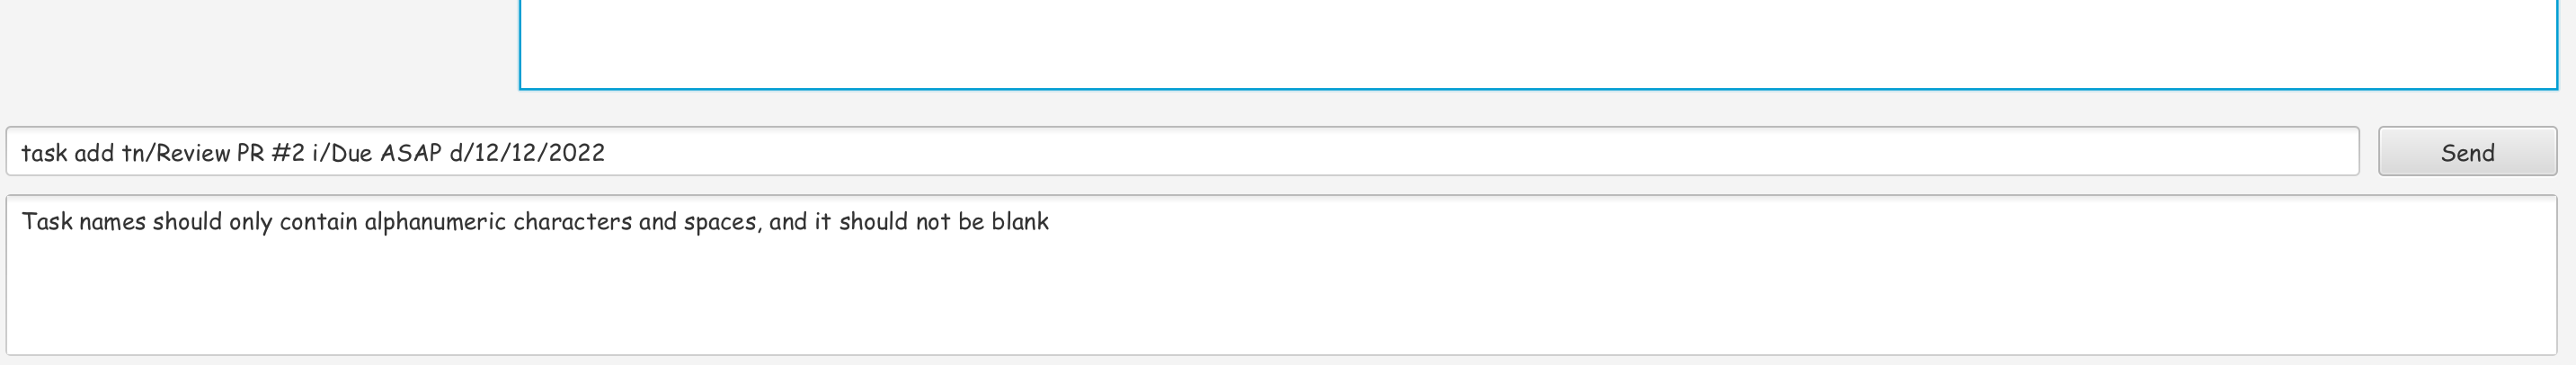 task add tn/Review PR #2 i/Due ASAP d/12/12/2022
Send
Task names should only contain alphanumeric characters and spaces, and it should not be blank